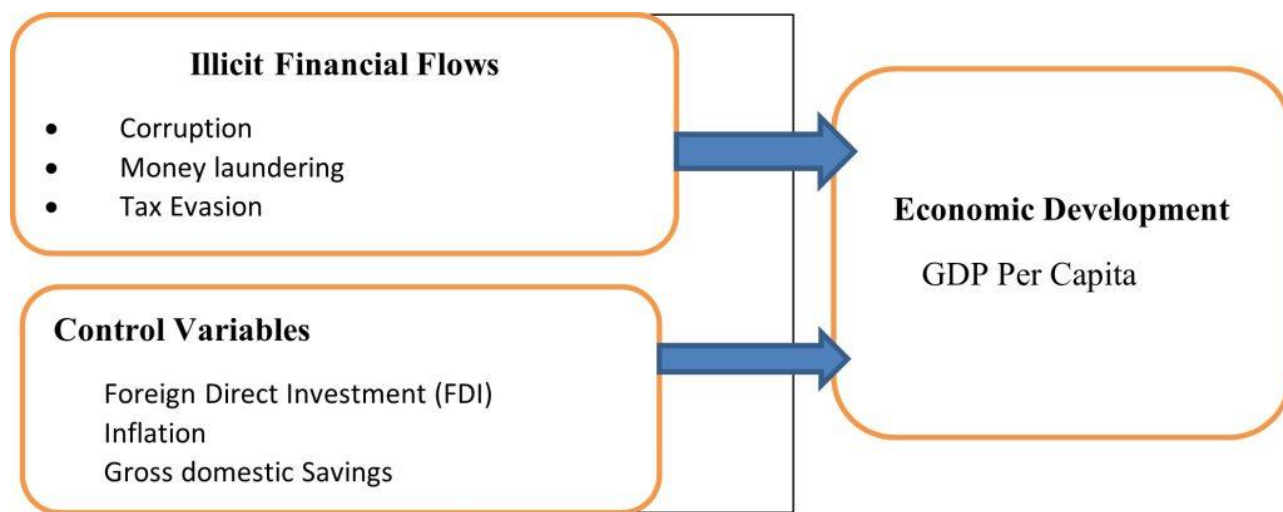 Illicit Financial Flows
• Corruption
• Money laundering
• Tax Evasion
Control Variables
Foreign Direct Investment (FDI)
Inflation
Gross domestic Savings
Economic Development
GDP Per Capita